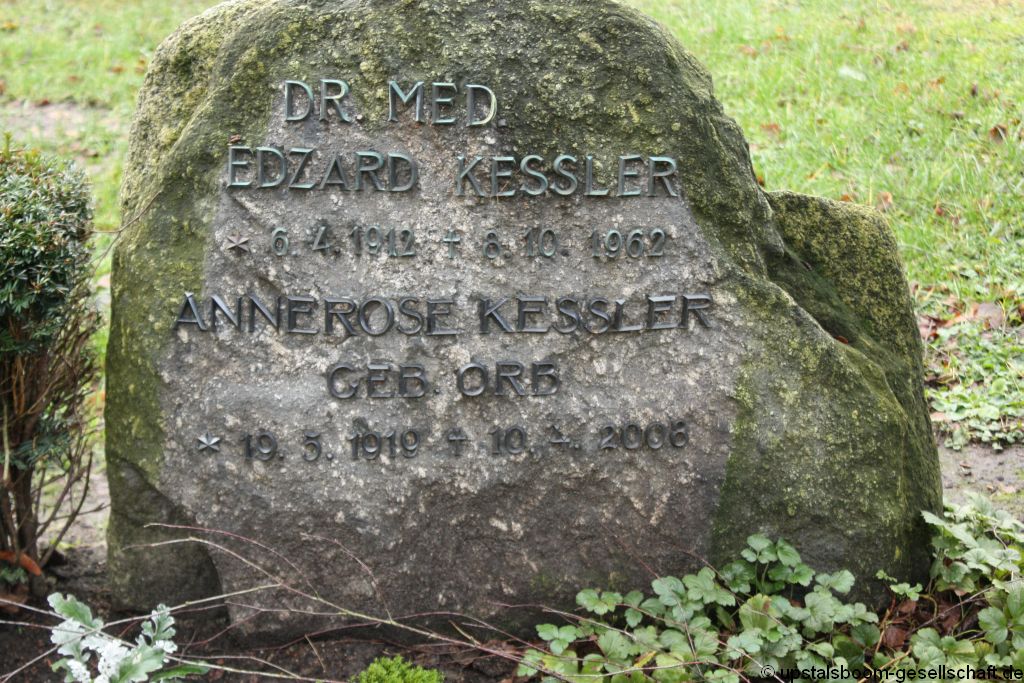 DR. MED.
EDZARD KESSLER
* 6. 4. 1912 + 8. 10. 1962
ANNEROSE KESSLER
GEB. ORB
* 19. 5. 1919 + 10. 4. 2008
© upstalsboom-gesellschaft.de